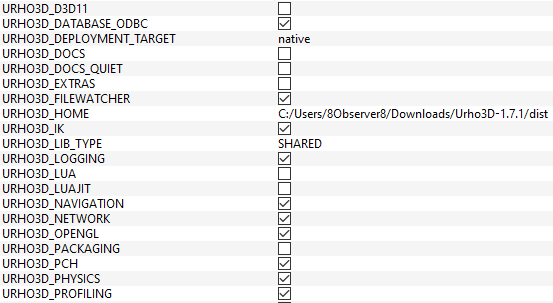 URHO3D_D3D11
URHO3D_DATABASE_ODBC
URHO3D_DEPLOYMENT_TARGET native
URHO3D_DOCS
URHO3D_DOCS_QUIET
URHO3D_EXTRAS
URHO3D_FILEWATCHER
URHO3D_HOME C:/Users/8Observer8/Downloads/Urho3D-1.7.1/dist
URHO3D_IK
URHO3D_LIB_TYPE SHARED
URHO3D_LOGGING
URHO3D_LUA
URHO3D_LUAJIT
URHO3D_NAVIGATION
URHO3D_NETWORK
URHO3D_OPENGL
URHO3D_PACKAGING
URHO3D_PCH
URHO3D_PHYSICS
URHO3D_PROFILING